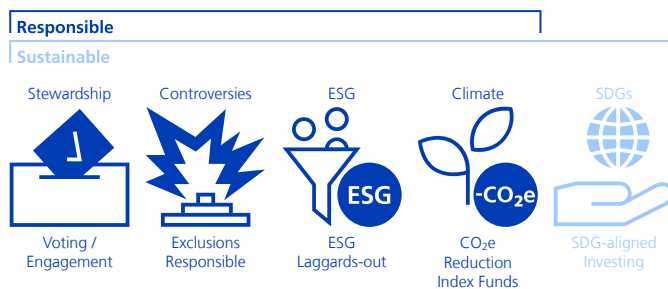 Responsible
Sustainable
Stewardship
Controversies
ESG
Climate
SDGs
ESG
-CO₂e
Voting /
Engagement
Exclusions
Responsible
ESG
Laggards-out
CO₂e
Reduction
Index Funds
SDG-aligned
Investing